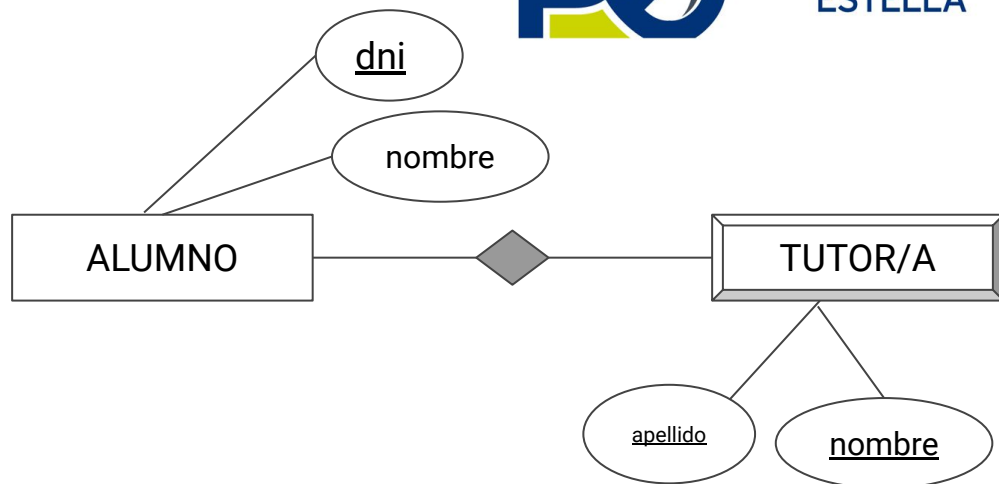 ESTELLA
dni
nombre
ALUMNO
TUTOR/A
apellido
nombre